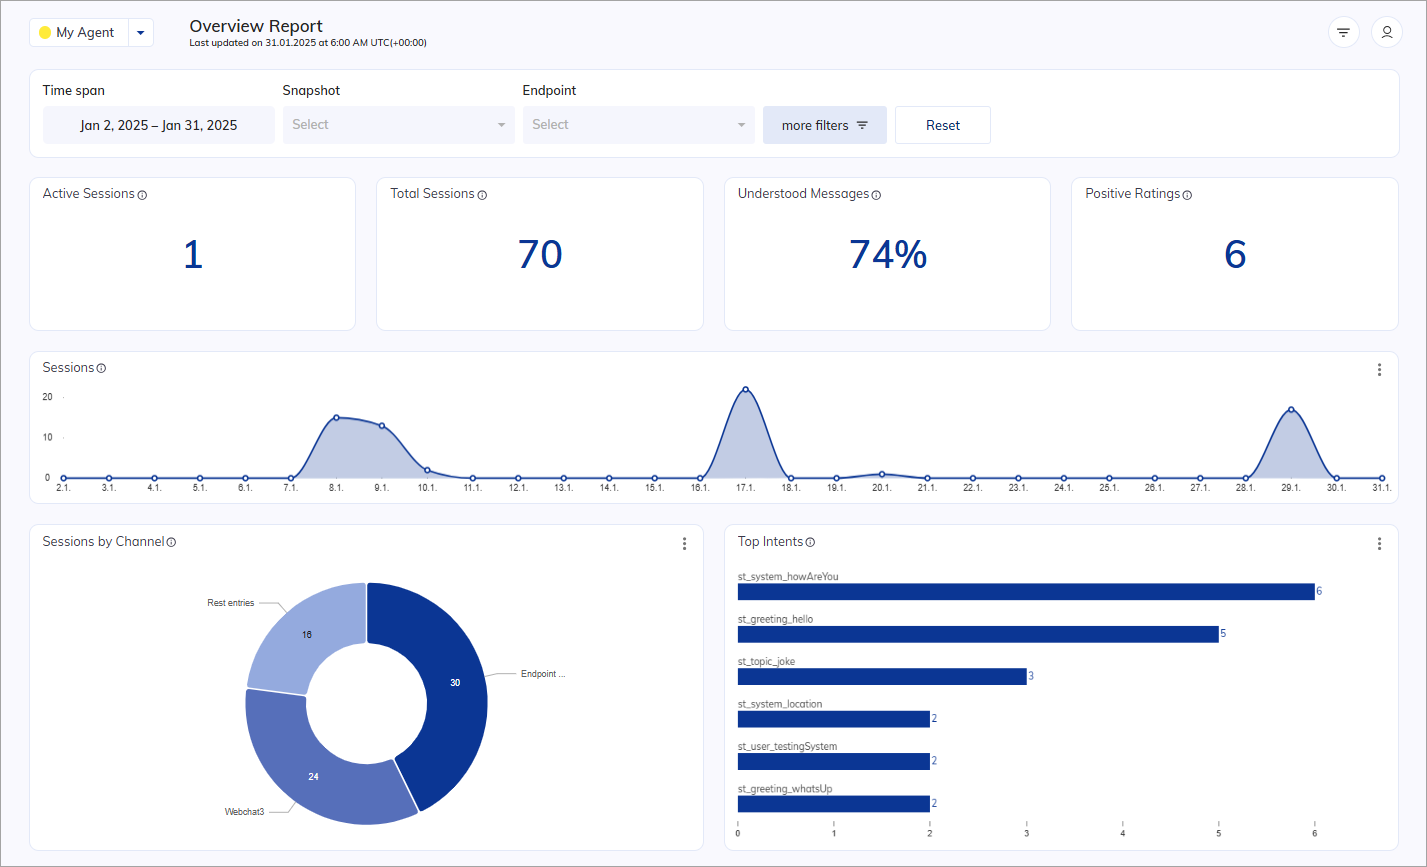 My Agent
Overview Report
Last updated on 31.01.2025 at 6:00 AM UTC(+00:00)
Time span
Snapshot
Endpoint
Jan 2, 2025 – Jan 31, 2025
Select
Select
more filters
Reset
Active Sessions
Total Sessions
Understood Messages
Positive Ratings
1
70
74%
6
Sessions
20
10
0
2.1. 3.1. 4.1. 5.1. 6.1. 7.1. 8.1. 9.1. 10.1. 11.1. 12.1. 13.1. 14.1. 15.1. 16.1. 17.1. 18.1. 19.1. 20.1. 21.1. 22.1. 23.1. 24.1. 25.1. 26.1. 27.1. 28.1. 29.1. 30.1. 31.1.
Sessions by Channel
Rest entries
16
30
Endpoint ...
24
Webchat3
Top Intents
st_system_howAreYou
6
st_greeting_hello
5
st_topic_joke
3
st_system_location
2
st_user_testingSystem
2
st_greeting_whatsUp
2
0 1 2 3 4 5 6